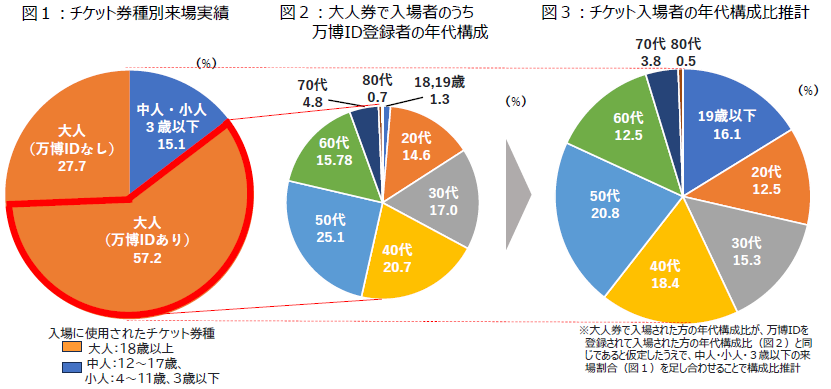 図１：チケット券種別来場実績
(%)
中人・小人
３歳以下
15.1
大人
(万博IDなし)
27.7
大人
(万博IDあり)
57.2
入場に使用されたチケット券種
大人：18歳以上
中人：12～17歳、
小人：4～11歳、3歳以下
図２：大人券で入場者のうち
万博ID登録者の年代構成
(%)
18,19歳
1.3
20代
14.6
30代
17.0
40代
20.7
50代
25.1
60代
15.78
70代
4.8
80代
0.7
図３：チケット入場者の年代構成比推計
(%)
19歳以下
16.1
20代
12.5
30代
15.3
40代
18.4
50代
20.8
60代
12.5
70代
3.8
80代
0.5
※大人券で入場された方の年代構成比が、万博IDを
登録されて入場された方の年代構成比（図２）と同
じであると仮定したうえで、中人・小人・３歳以下の来
場割合（図１）を足し合わせることで構成比推計